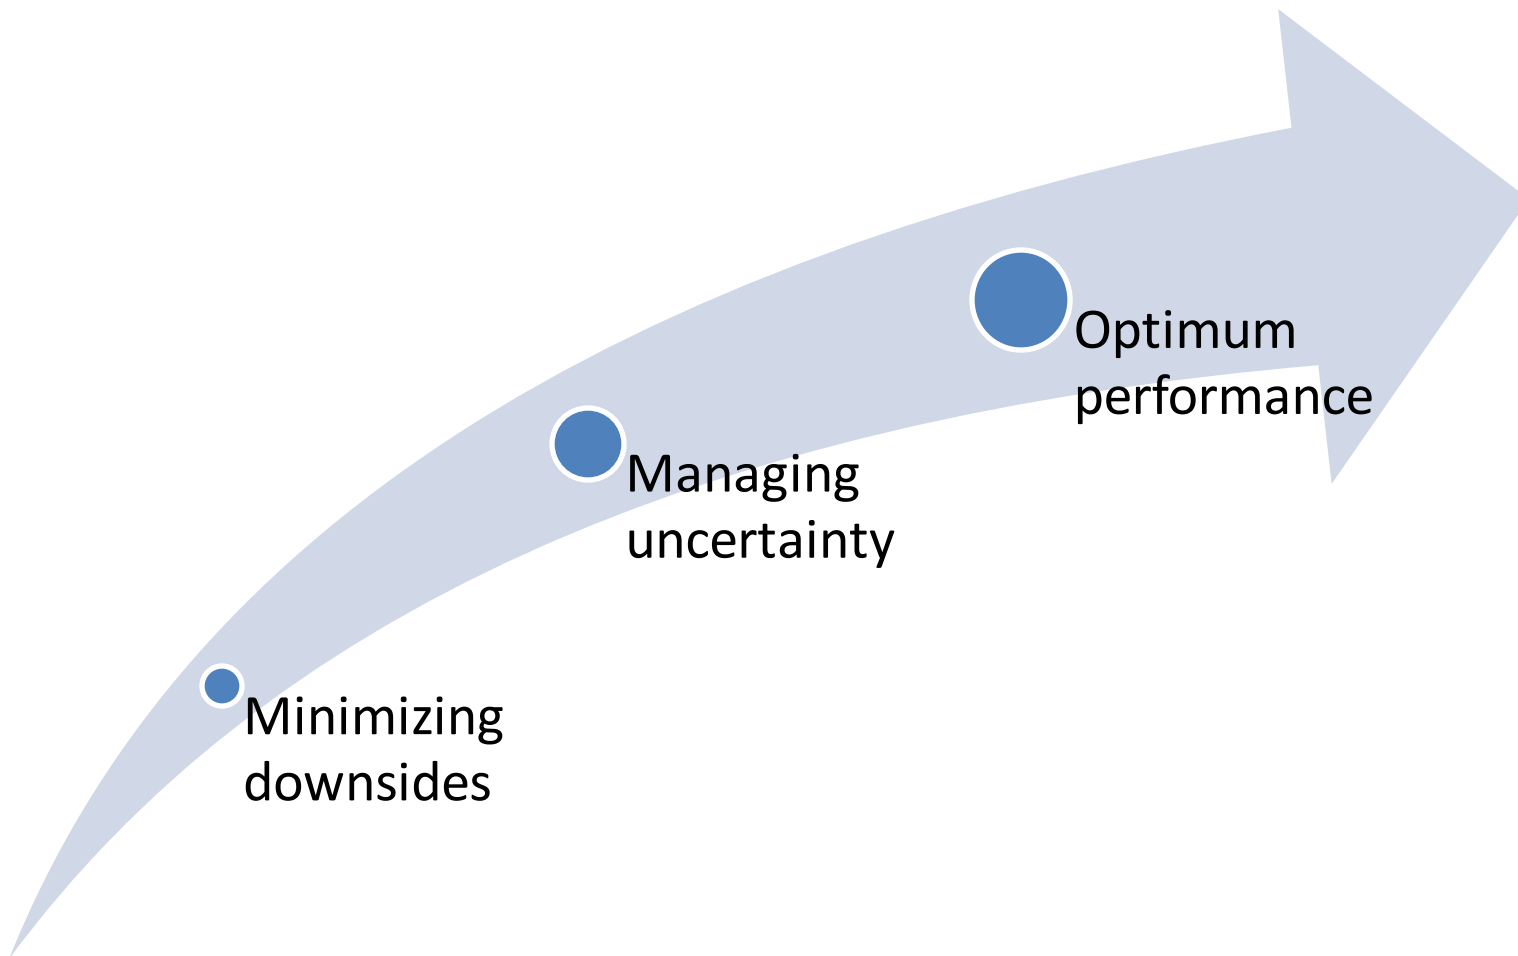 Optimum
performance
Managing
uncertainty
Minimizing
downsides